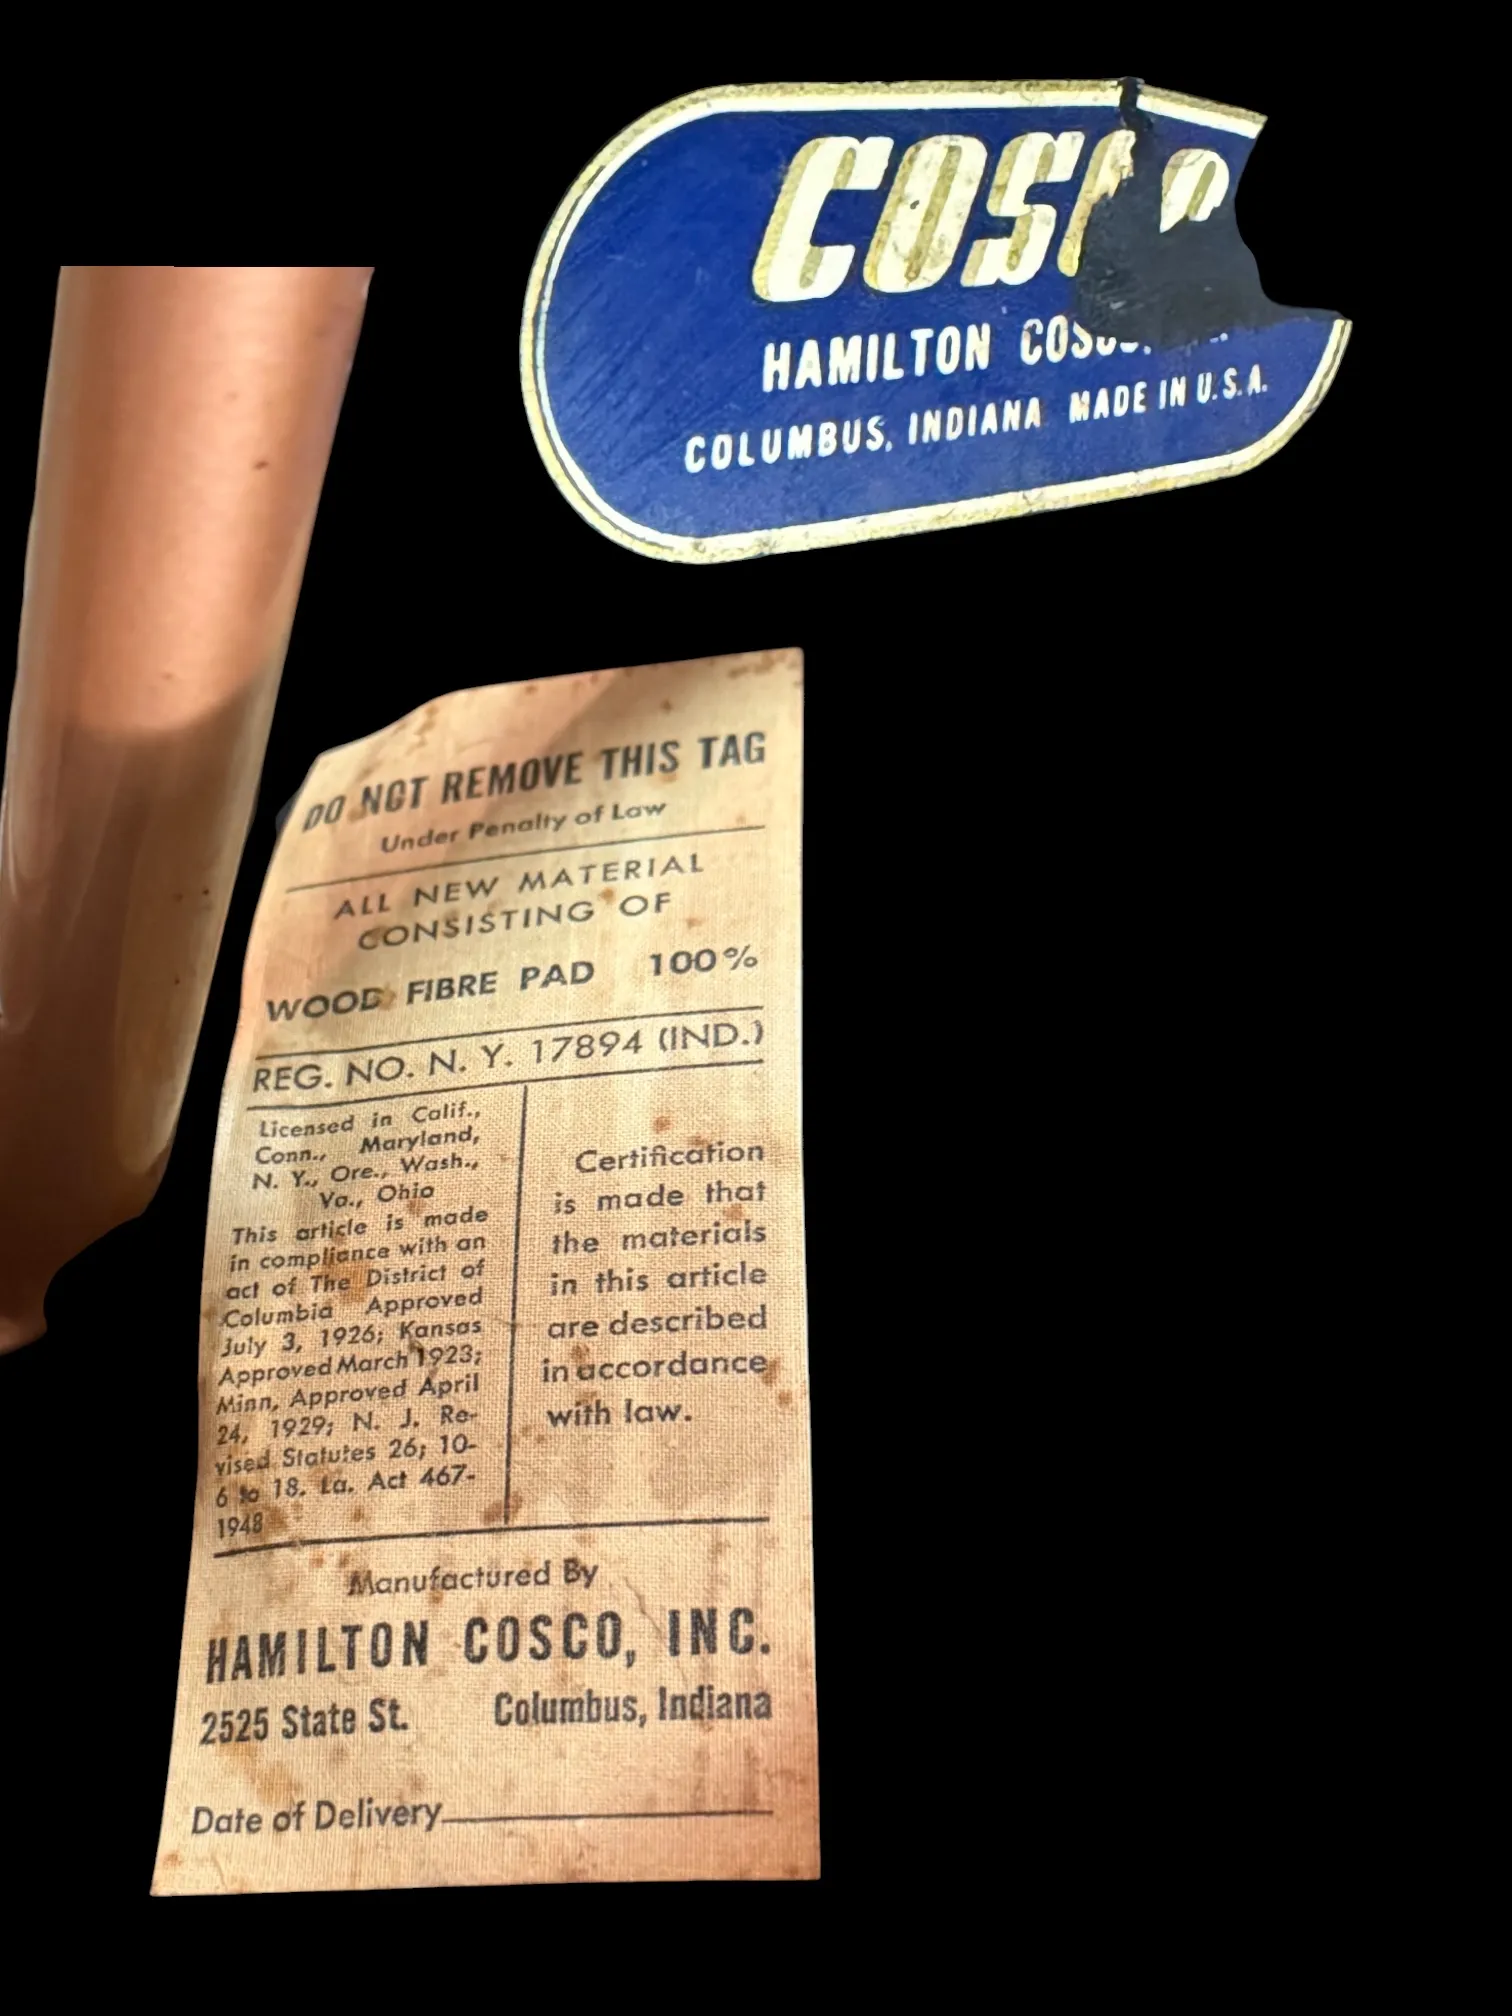 COS
HAMILTON COSCO,
COLUMBUS, INDIANA MADE IN U.S.A.
DO NOT REMOVE THIS TAG
Under Penalty of Law
ALL NEW MATERIAL
CONSISTING OF
WOOD FIBRE PAD 100%
REG. NO. N. Y. 17894 (IND.)
Licensed in Calif.,
Conn., Maryland,
N. Y., Ore., Wash.,
Va., Ohio
This article is made
in compliance with an
act of The District of
Columbia Approved
July 3, 1926; Kansas
Approved March 1923;
Minn. Approved April
24, 1929; N. J. Re-
vised Statutes 26; 10-
6 to 18. La. Act 467-
1948
Certification
is made that
the materials
in this article
are described
in accordance
with law.
Manufactured By
HAMILTON COSCO, INC.
2525 State St. Columbus, Indiana
Date of Delivery